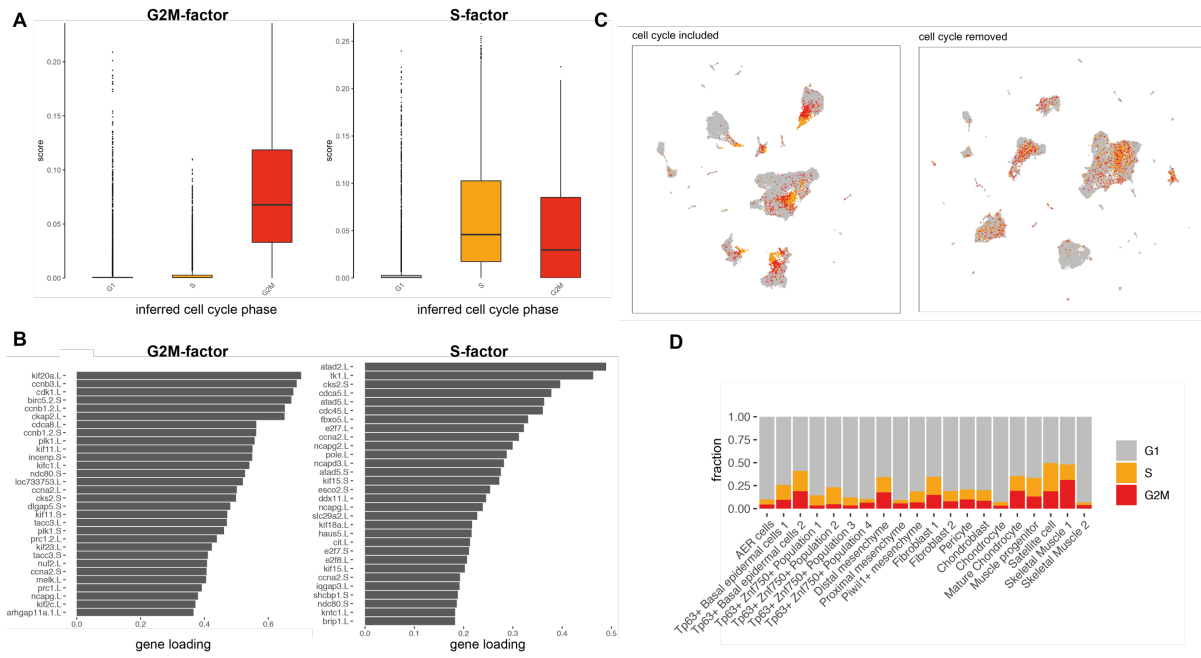 A
G2M-factor
S-factor
score
0.25
0.20
0.15
0.10
0.05
0.00
G1
S
G2M
inferred cell cycle phase
score
0.25
0.20
0.15
0.10
0.05
0.00
G1
S
G2M
inferred cell cycle phase
B
G2M-factor
kif20a.L
ccnb3.L
cdk1.L
birc5.2.S
ccnb1.2.L
ckap2.L
cdca8.L
ccnb1.2.S
plk1.L
kif11.L
incenp.S
kifc1.L
ndc80.S
loc733553.L
ccna2.L
cks2.S
dlgap5.S
kif11.S
tacc3.L
plk1.S
prc1.2.L
kif23.L
tacc3.S
nuf2.L
ccna2.S
melk.L
prc1.L
ncapg.L
kif2c.L
arhgap11a.1.L
0.0
0.2
0.4
0.6
gene loading
S-factor
atad2.L
tk1.L
cks2.S
cdca5.L
atad5.L
cdc45.L
fbxo5.L
e2f7.L
ccna2.L
ncapg2.L
pole.L
ncapd3.L
atad5.S
kif15.S
esco2.S
ddx11.L
ncapg.L
slc29a2.L
kif18a.L
haus5.L
cit.L
e2f7.S
e2f8.L
kif15.L
ccna2.S
iqgap3.L
shcbp1.S
ndc80.S
kntc1.L
brip1.L
0.0
0.1
0.2
0.3
0.4
0.5
gene loading
C
cell cycle included
cell cycle removed
D
fraction
1.00
0.75
0.50
0.25
0.00
AER cells
Tp63+ Basal epidermal cells 1
Tp63+ Basal epidermal cells 2
Tp63+ Znf750+ Population 1
Tp63+ Znf750+ Population 2
Tp63+ Znf750+ Population 3
Tp63+ Znf750+ Population 4
Distal mesenchyme
Proximal mesenchyme
Piwil1+ mesenchyme
Fibroblast 1
Fibroblast 2
Pericyte
Chondroblast
Chondrocyte
Mature Chondrocyte
Muscle progenitor
Satellite cell
Skeletal Muscle 1
Skeletal Muscle 2
G1
S
G2M